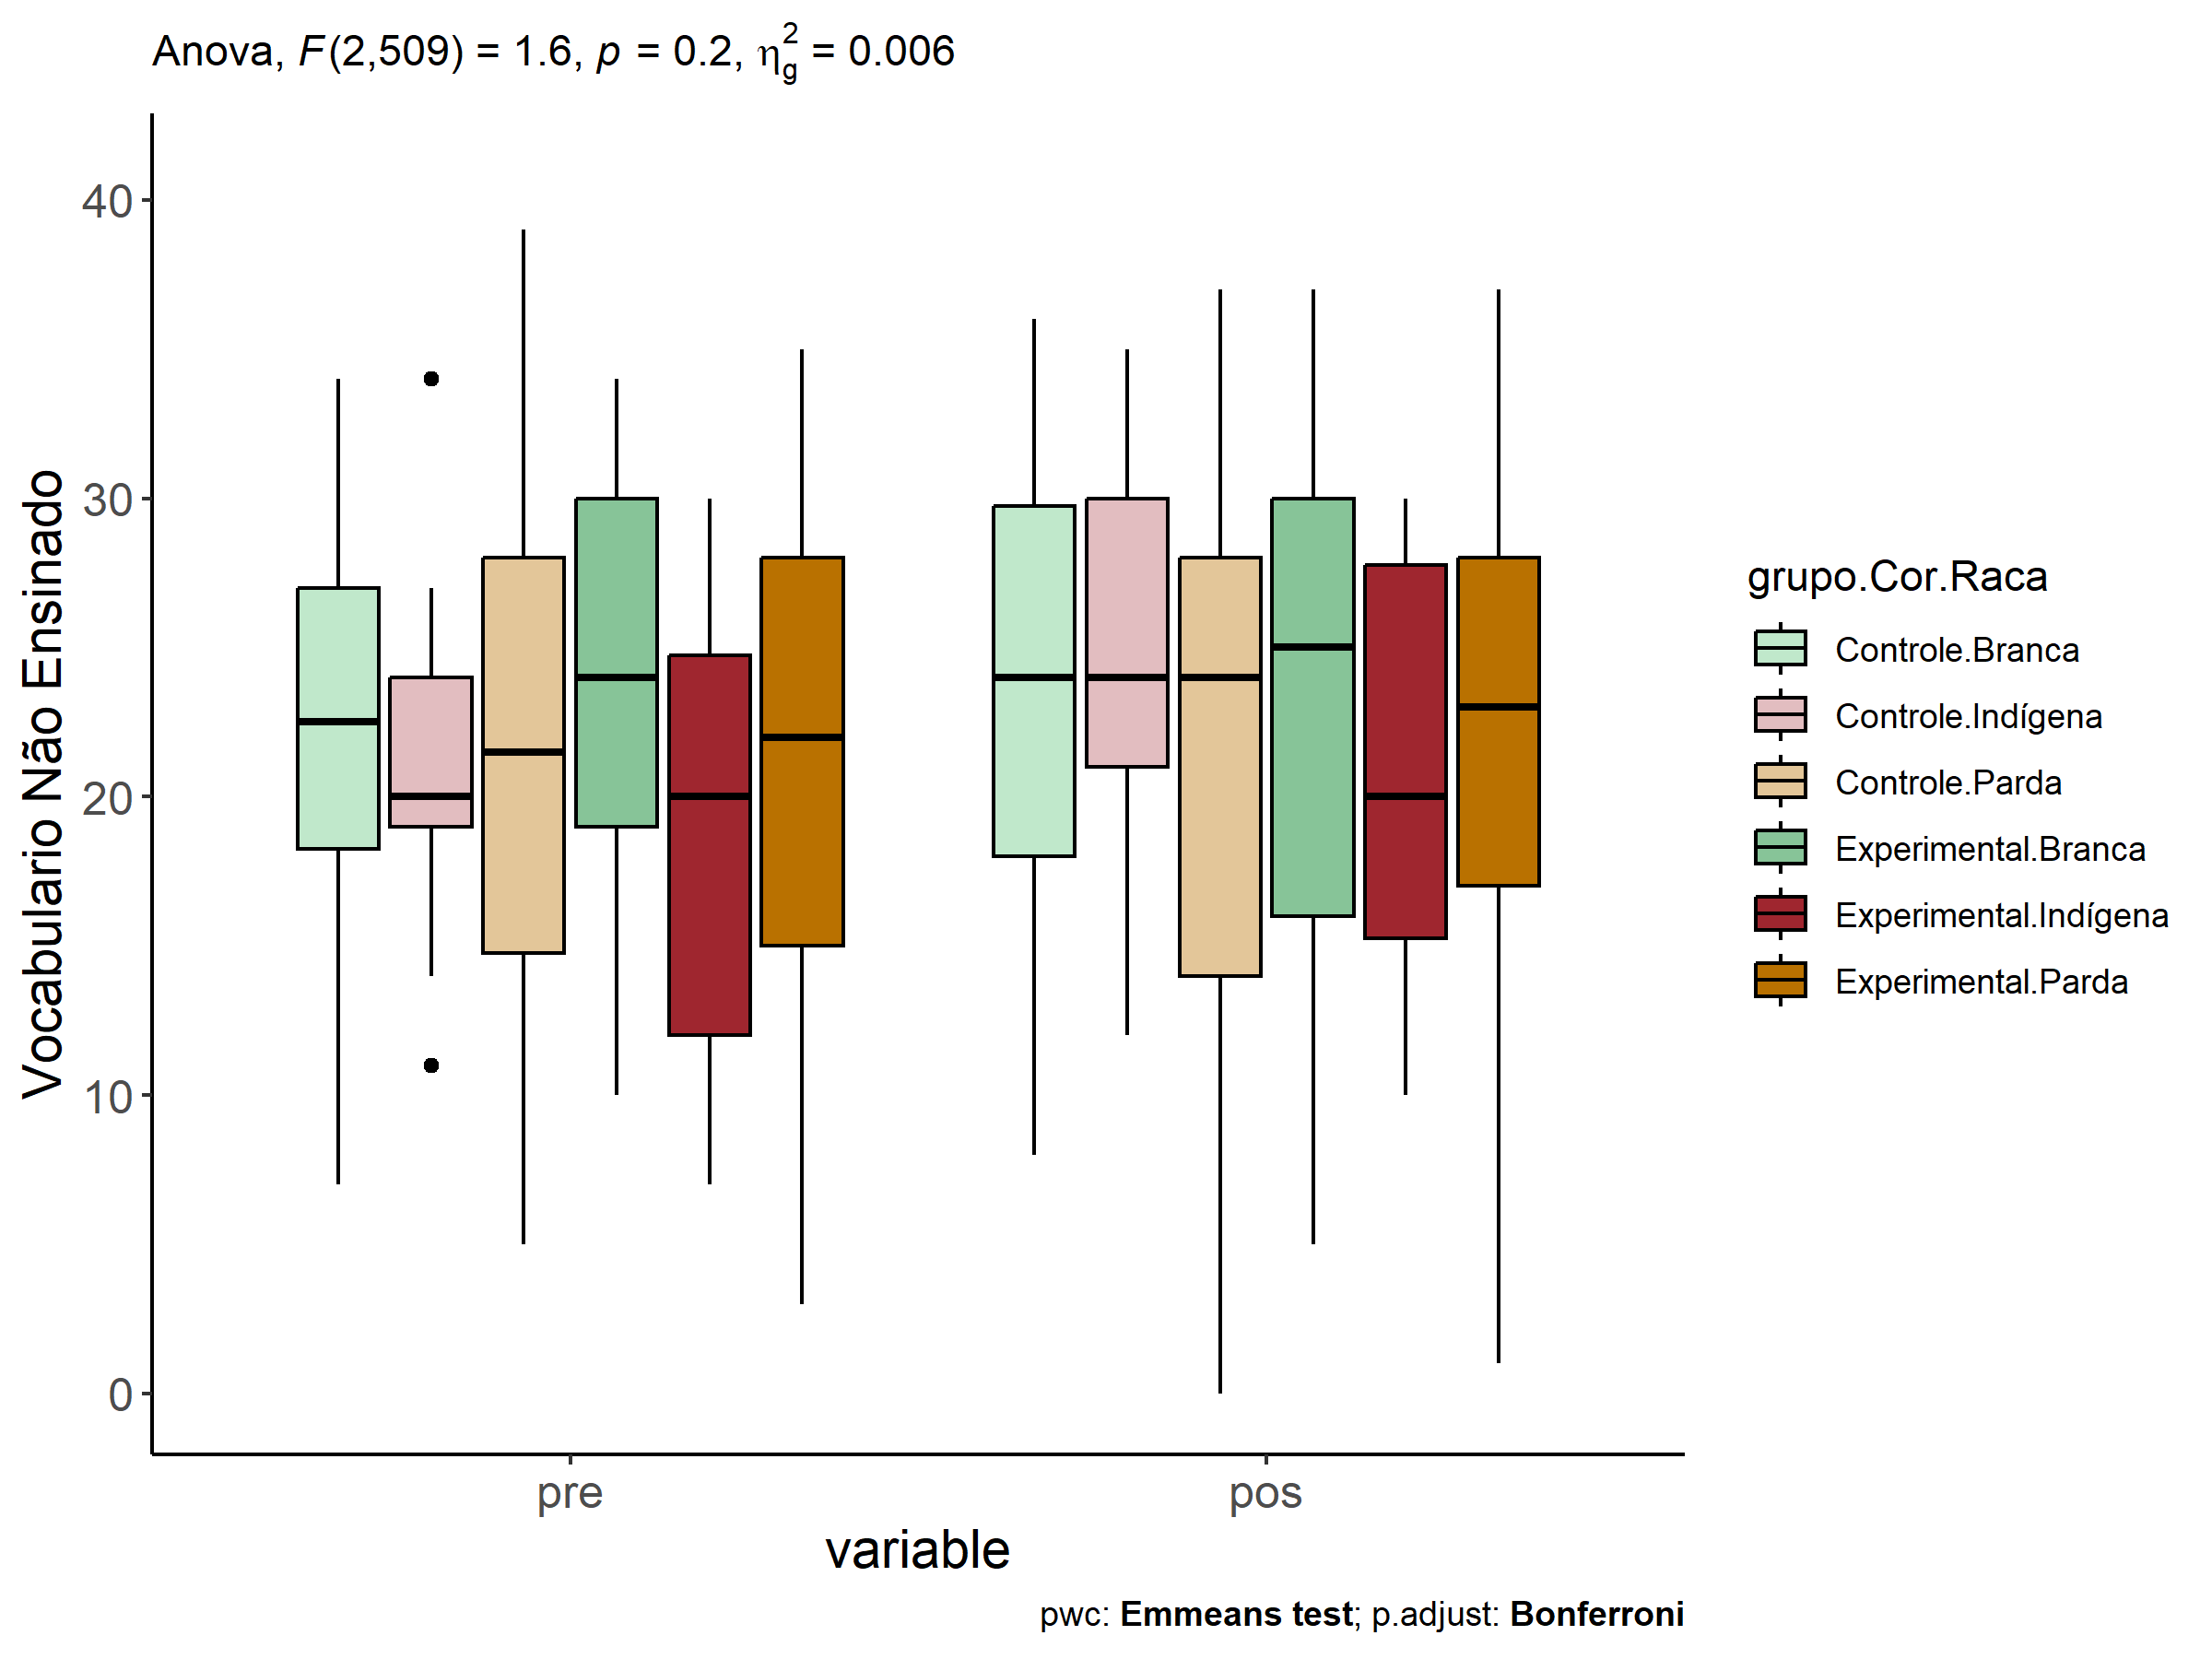 Anova, F(2,509) = 1.6, p = 0.2, η²g = 0.006
Vocabulario Não Ensinado
40
30
20
10
0
pre
pos
variable
grupo.Cor.Raca
Controle.Branca
Controle.Indígena
Controle.Parda
Experimental.Branca
Experimental.Indígena
Experimental.Parda
pwc: Emmeans test; p.adjust: Bonferroni